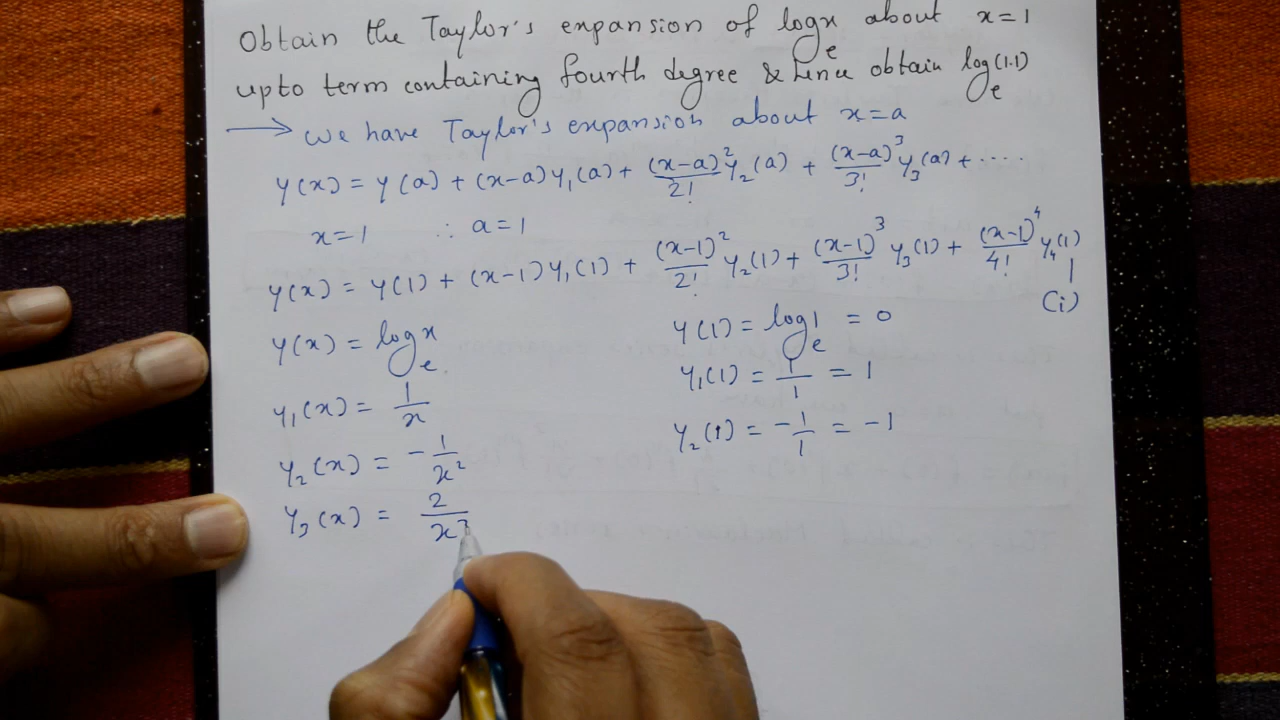 Obtain the Taylor's expansion of logₑx about x=1
upto term containing fourth degree & hence obtain logₑ(1.1)
→ We have Taylor's expansion about x=a
y(x) = y(a) + (x-a)y₁(a) + (x-a)²/2! y₂(a) + (x-a)³/3! y₃(a) + ....
x=1 ∴ a=1
y(x) = y(1) + (x-1)y₁(1) + (x-1)²/2! y₂(1) + (x-1)³/3! y₃(1) + (x-1)⁴/4! y₄(1)
(i)
y(x) = logₑx y(1) = logₑ1 = 0
y₁(x) = 1/x y₁(1) = 1/1 = 1
y₂(x) = -1/x² y₂(1) = -1/1 = -1
y₃(x) = 2/x³